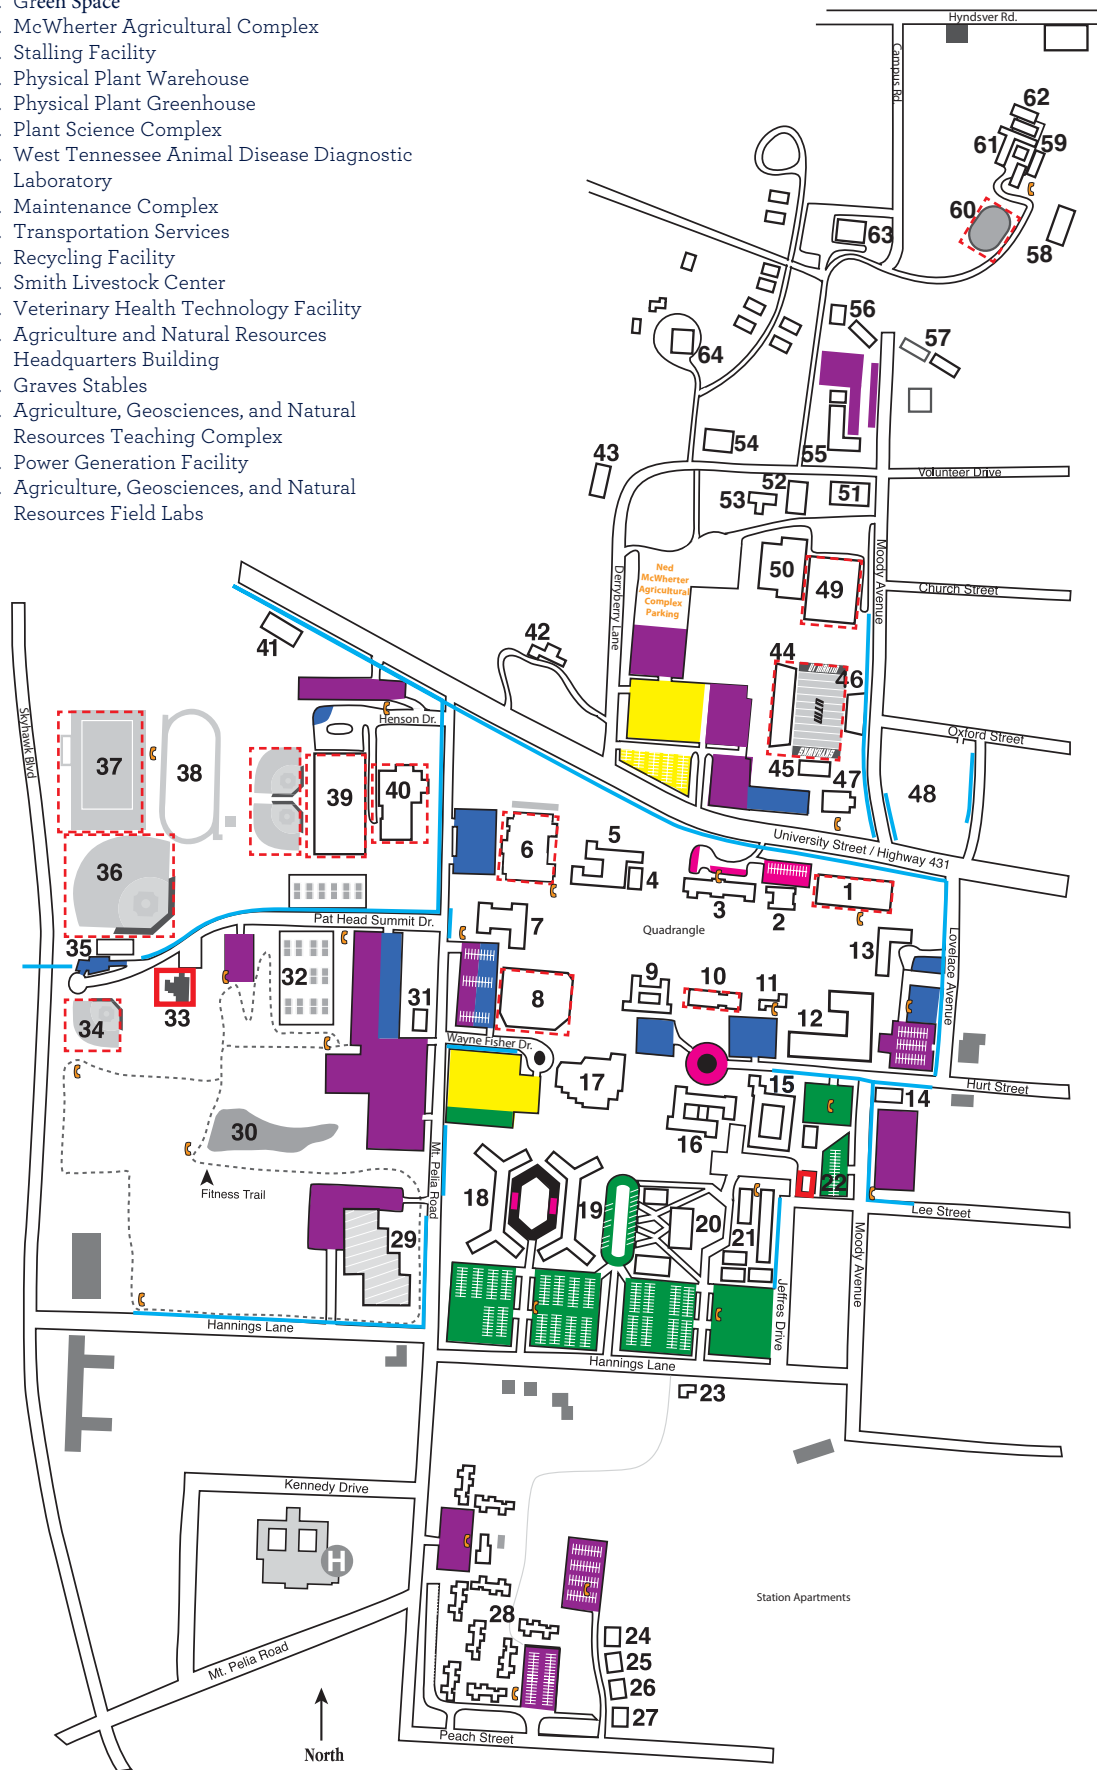 . Green Space
. McWherter Agricultural Complex
. Stalling Facility
. Physical Plant Warehouse
. Physical Plant Greenhouse
. Plant Science Complex
. West Tennessee Animal Disease Diagnostic
Laboratory
. Maintenance Complex
. Transportation Services
. Recycling Facility
. Smith Livestock Center
. Veterinary Health Technology Facility
. Agriculture and Natural Resources
Headquarters Building
. Graves Stables
. Agriculture, Geosciences, and Natural
Resources Teaching Complex
. Power Generation Facility
. Agriculture, Geosciences, and Natural
Resources Field Labs
Hyndsver Rd.
Campus Rd.
62
61
59
60
58
63
56
57
64
54
55
43
Volunteer Drive
52
53
51
Moody Avenue
50
49
Ned
McWherter
Agricultural
Complex
Parking
Derryberry Lane
Church Street
41
42
44
46
UTM
Skyhawk Blvd
Henson Dr.
Oxford Street
37
38
39
40
45
47
48
University Street / Highway 431
36
6
5
4
3
2
1
Pat Head Summit Dr.
7
Quadrangle
13
Lovelace Avenue
35
33
32
31
8
9
10
11
12
34
Wayne Fisher Dr.
17
15
14
Hurt Street
16
30
Fitness Trail
Mt. Pelia Road
18
19
20
21
22
Lee Street
29
Moody Avenue
Jeffres Drive
Hannings Lane
Hannings Lane
23
Kennedy Drive
H
28
Station Apartments
24
25
26
27
Mt. Pelia Road
Peach Street
North